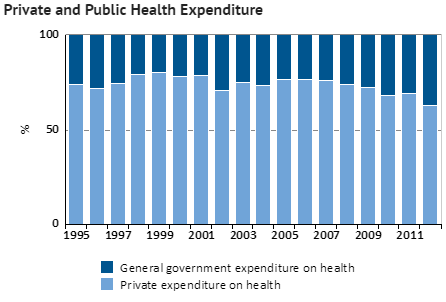 Private and Public Health Expenditure
100
%
50
0
1995 1997 1999 2001 2003 2005 2007 2009 2011
General government expenditure on health
Private expenditure on health